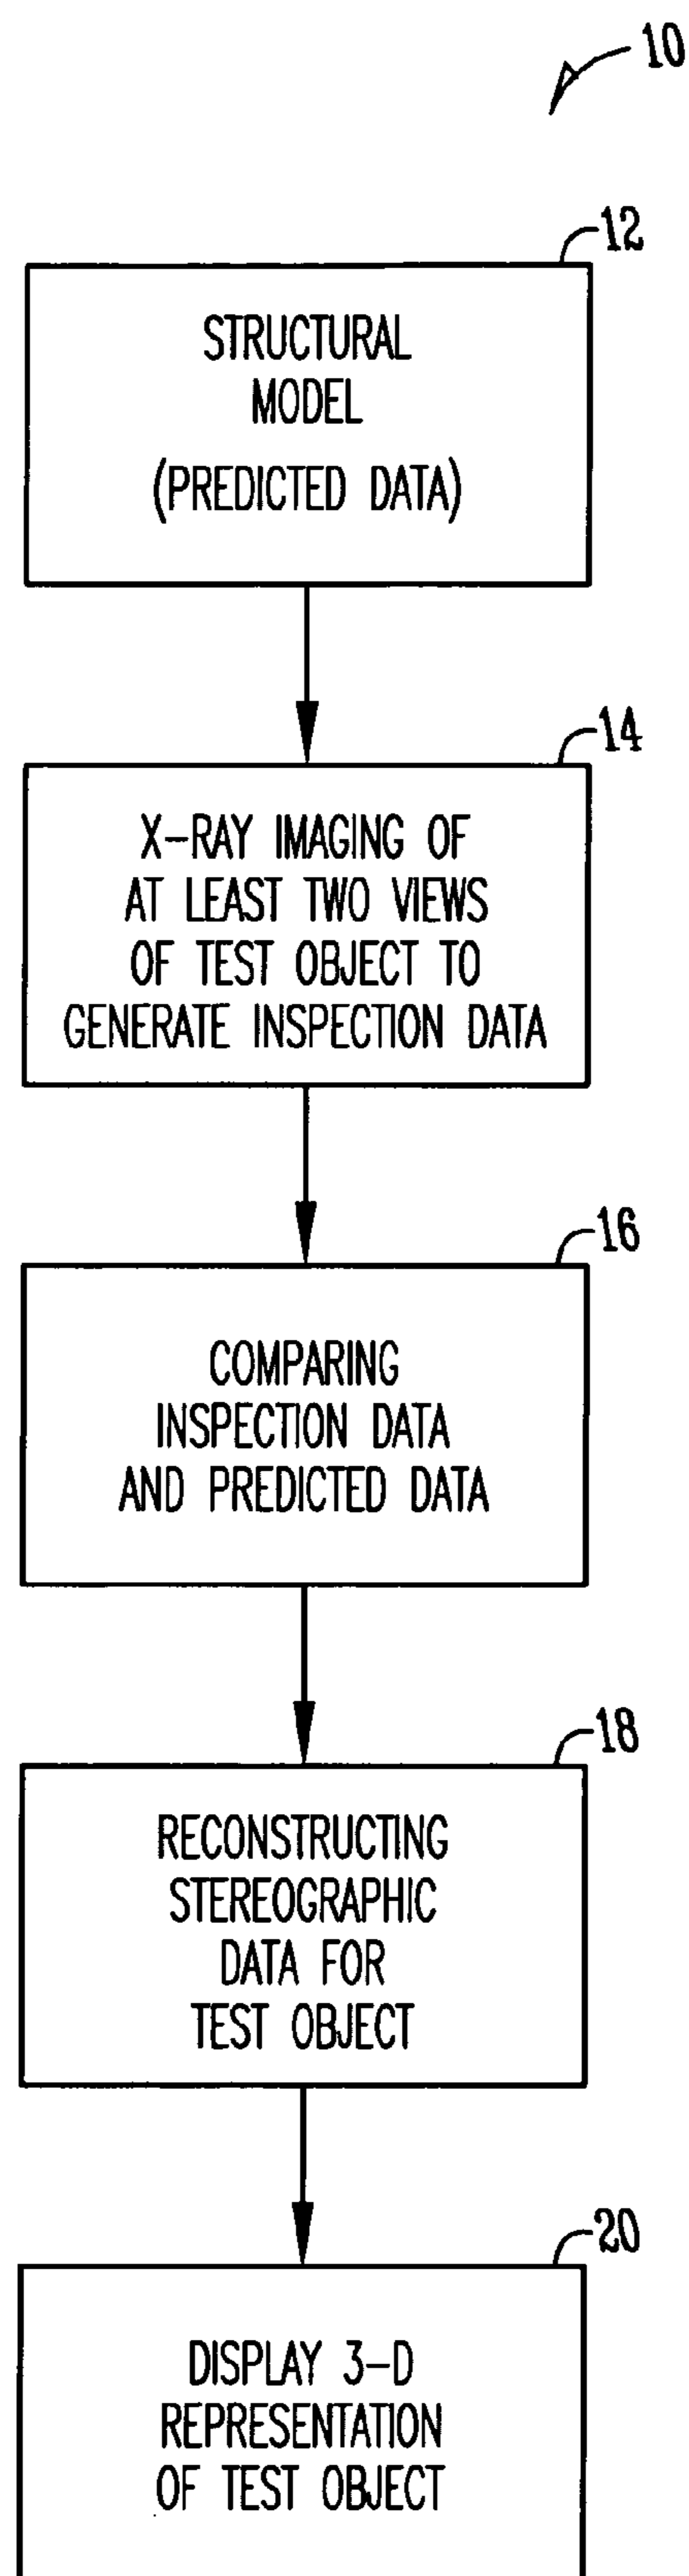 10
12
STRUCTURAL
MODEL
(PREDICTED DATA)
14
X-RAY IMAGING OF
AT LEAST TWO VIEWS
OF TEST OBJECT TO
GENERATE INSPECTION DATA
16
COMPARING
INSPECTION DATA
AND PREDICTED DATA
18
RECONSTRUCTING
STEREOGRAPHIC
DATA FOR
TEST OBJECT
20
DISPLAY 3-D
REPRESENTATION
OF TEST OBJECT